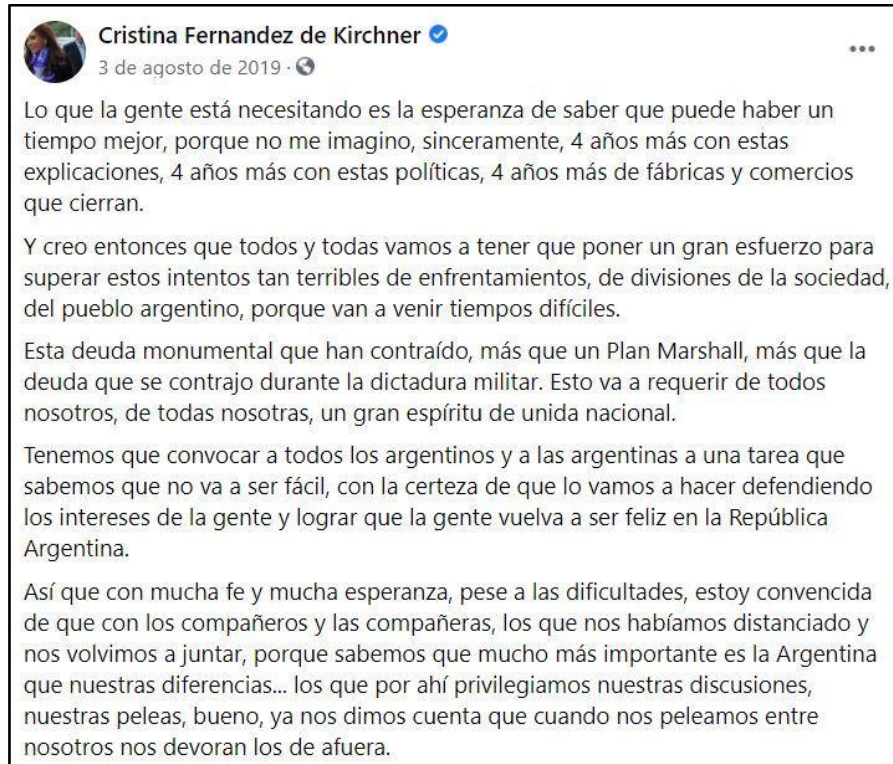 Cristina Fernandez de Kirchner
3 de agosto de 2019 ·
Lo que la gente está necesitando es la esperanza de saber que puede haber un
tiempo mejor, porque no me imagino, sinceramente, 4 años más con estas
explicaciones, 4 años más con estas políticas, 4 años más de fábricas y comercios
que cierran.
Y creo entonces que todos y todas vamos a tener que poner un gran esfuerzo para
superar estos intentos tan terribles de enfrentamientos, de divisiones de la sociedad,
del pueblo argentino, porque van a venir tiempos difíciles.
Esta deuda monumental que han contraído, más que un Plan Marshall, más que la
deuda que se contrajo durante la dictadura militar. Esto va a requerir de todos
nosotros, de todas nosotras, un gran espíritu de unida nacional.
Tenemos que convocar a todos los argentinos y a las argentinas a una tarea que
sabemos que no va a ser fácil, con la certeza de que lo vamos a hacer defendiendo
los intereses de la gente y lograr que la gente vuelva a ser feliz en la República
Argentina.
Así que con mucha fe y mucha esperanza, pese a las dificultades, estoy convencida
de que con los compañeros y las compañeras, los que nos habíamos distanciado y
nos volvimos a juntar, porque sabemos que mucho más importante es la Argentina
que nuestras diferencias... los que por ahí privilegiamos nuestras discusiones,
nuestras peleas, bueno, ya nos dimos cuenta que cuando nos peleamos entre
nosotros nos devoran los de afuera.